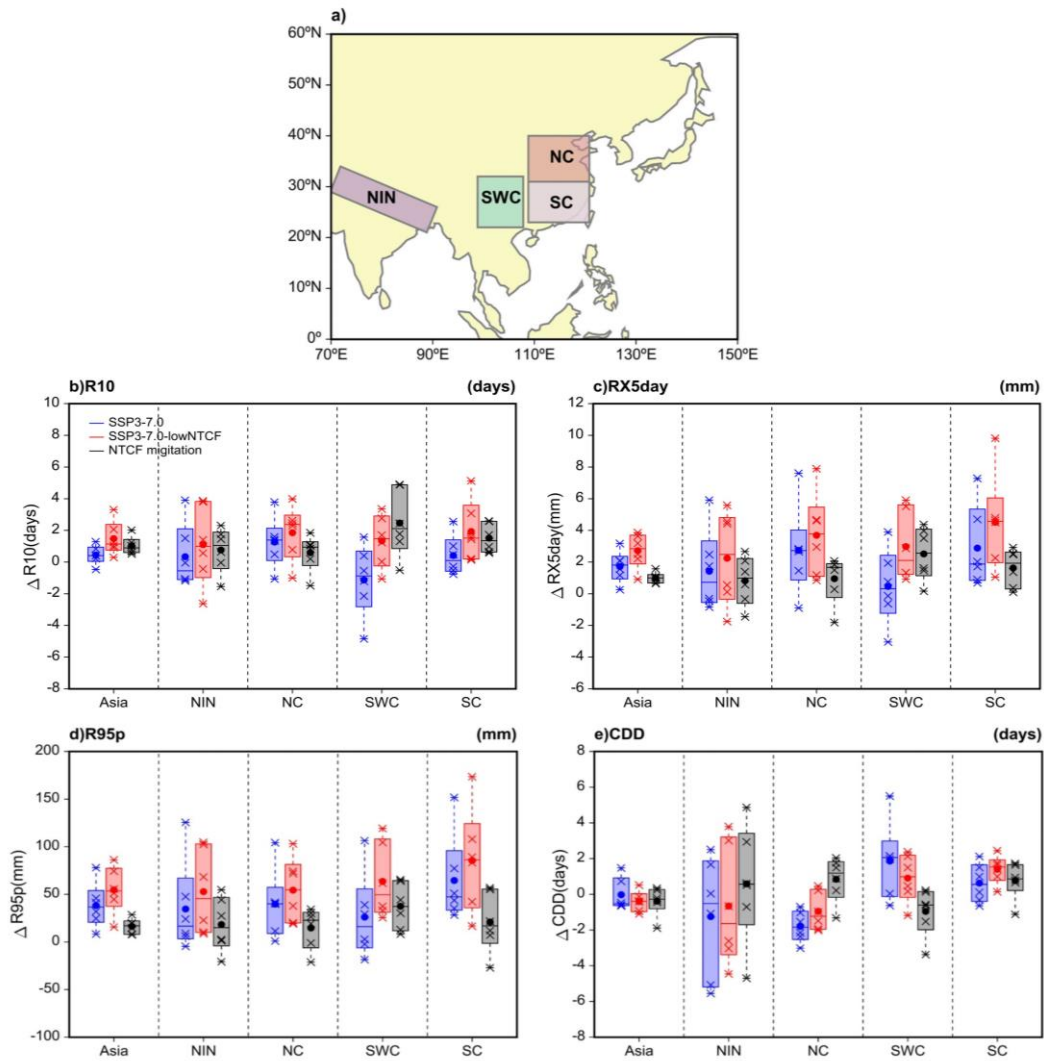 a)
60ºN
50ºN
40ºN
30ºN
20ºN
10ºN
0º
NC
NIN
SWC
SC
70ºE 90ºE 110ºE 130ºE 150ºE
b)R10 (days)
10
8
6
4
2
0
-2
-4
-6
-8
Δ R10(days)
SSP3-7.0
SSP3-7.0-lowNTCF
NTCF migitation
Asia NIN NC SWC SC
c)RX5day (mm)
12
10
8
6
4
2
0
-2
-4
-6
Δ RX5day(mm)
Asia NIN NC SWC SC
d)R95p (mm)
200
150
100
50
0
-50
-100
Δ R95p(mm)
Asia NIN NC SWC SC
e)CDD (days)
8
6
4
2
0
-2
-4
-6
-8
Δ CDD(days)
Asia NIN NC SWC SC